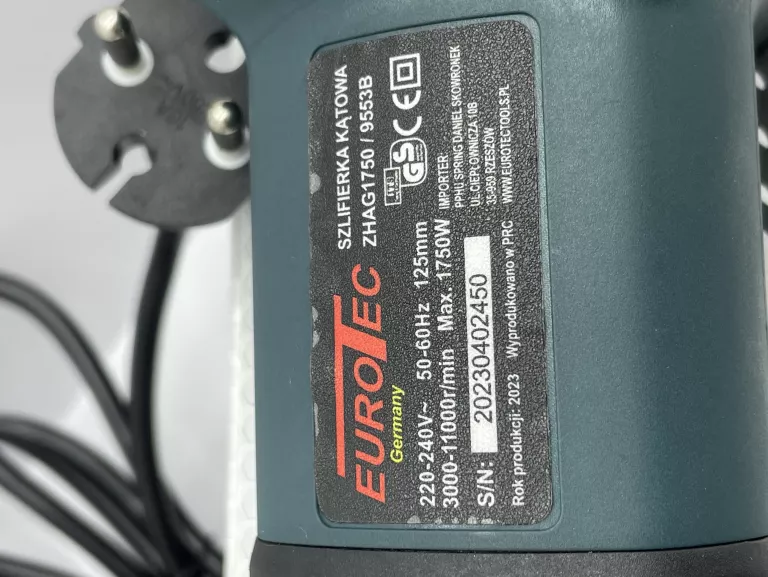 EUROTEC
Germany
SZLIFIERKA KĄTOWA
ZHAG1750 / 9553B
GS CE
220-240V~ 50-60Hz 125mm
3000-11000r/min Max. 1750W
S/N: 20230402450
Rok produkcji: 2023 Wyprodukowano w PRC
IMPORTER:
PPHU SPRING DANIEL SKOWRONEK
UL.CIEPŁOWNICZA 10B
35-959 RZESZÓW
WWW.EUROTECTOOLS.PL